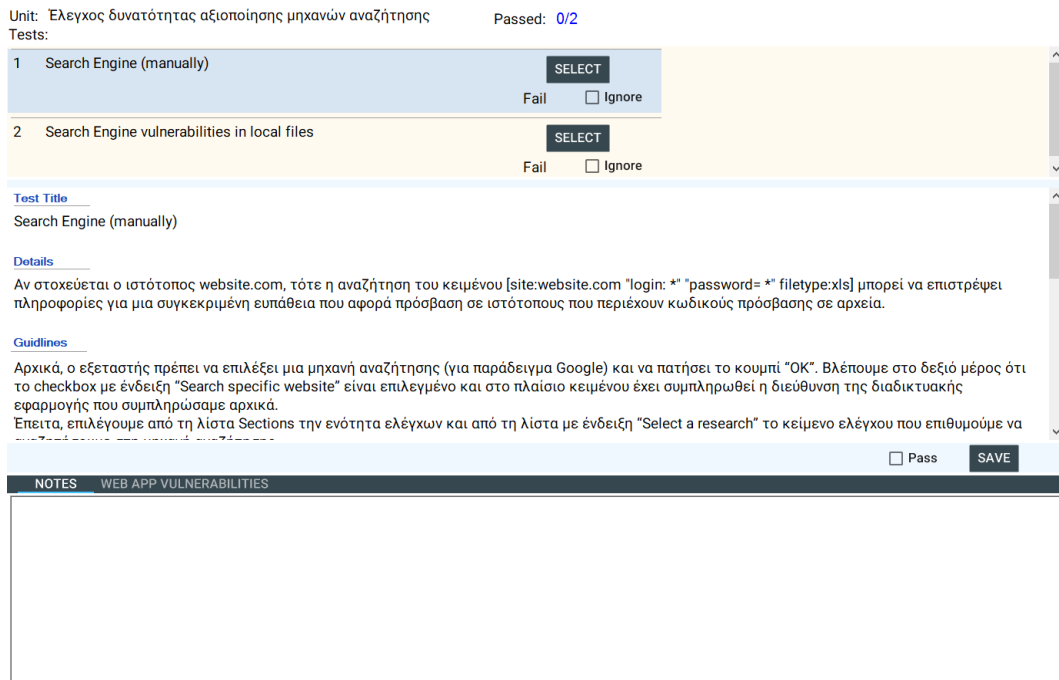 Unit: Έλεγχος δυνατότητας αξιοποίησης μηχανών αναζήτησης Passed: 0/2
Tests:
1 Search Engine (manually) SELECT
Fail Ignore
2 Search Engine vulnerabilities in local files SELECT
Fail Ignore
Test Title
Search Engine (manually)
Details
Αν στοχεύεται ο ιστότοπος website.com, τότε η αναζήτηση του κειμένου [site:website.com "login: *" "password= *" filetype:xls] μπορεί να επιστρέψει
πληροφορίες για μια συγκεκριμένη ευπάθεια που αφορά πρόσβαση σε ιστότοπους που περιέχουν κωδικούς πρόσβασης σε αρχεία.
Guidlines
Αρχικά, ο εξεταστής πρέπει να επιλέξει μια μηχανή αναζήτησης (για παράδειγμα Google) και να πατήσει το κουμπί “OK”. Βλέπουμε στο δεξιό μέρος ότι
το checkbox με ένδειξη “Search specific website” είναι επιλεγμένο και στο πλαίσιο κειμένου έχει συμπληρωθεί η διεύθυνση της διαδικτυακής
εφαρμογής που συμπληρώσαμε αρχικά.
Έπειτα, επιλέγουμε από τη λίστα Sections την ενότητα ελέγχων και από τη λίστα με ένδειξη “Select a research” το κείμενο ελέγχου που επιθυμούμε να
Pass SAVE
NOTES WEB APP VULNERABILITIES